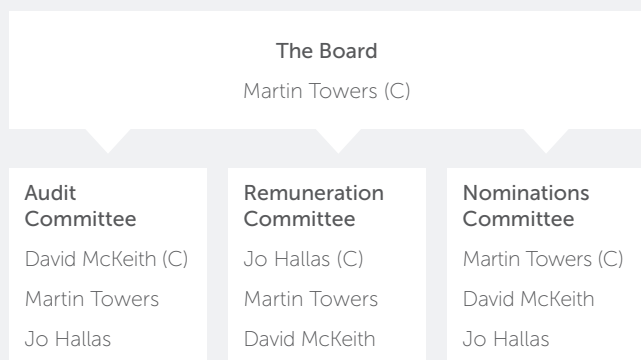 The Board
Martin Towers (C)
Audit
Committee
David McKeith (C)
Martin Towers
Jo Hallas
Remuneration
Committee
Jo Hallas (C)
Martin Towers
David McKeith
Nominations
Committee
Martin Towers (C)
David McKeith
Jo Hallas